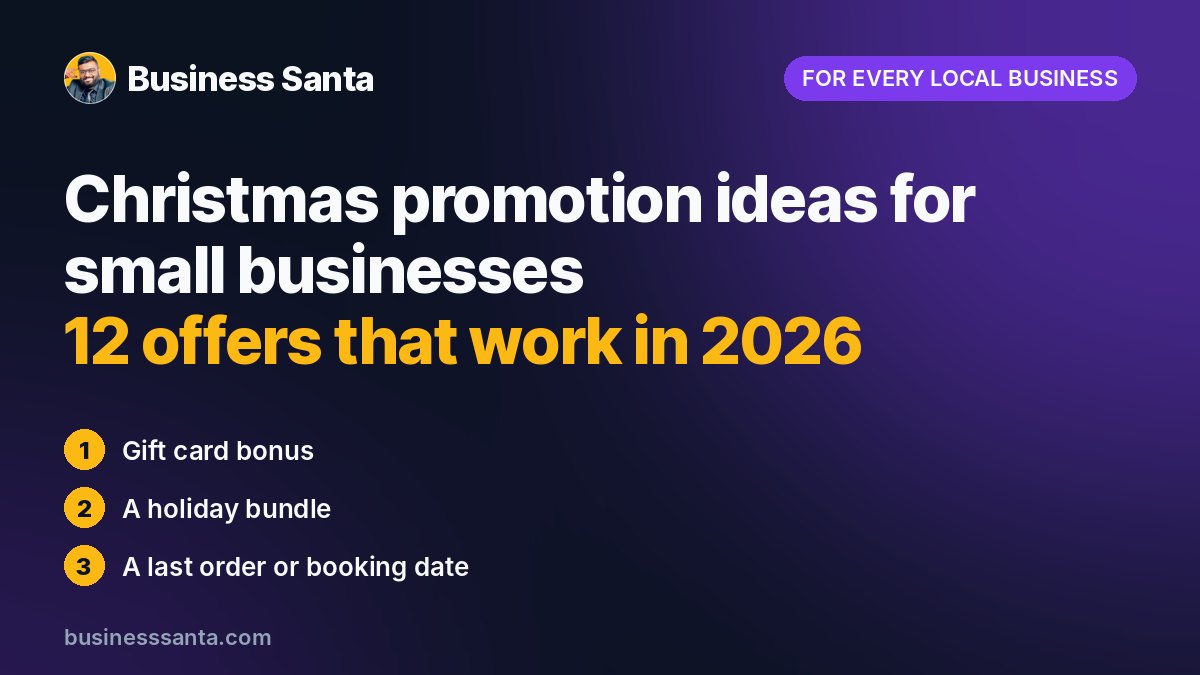 Business Santa
FOR EVERY LOCAL BUSINESS
Christmas promotion ideas for
small businesses
12 offers that work in 2026
1 Gift card bonus
2 A holiday bundle
3 A last order or booking date
businesssanta.com